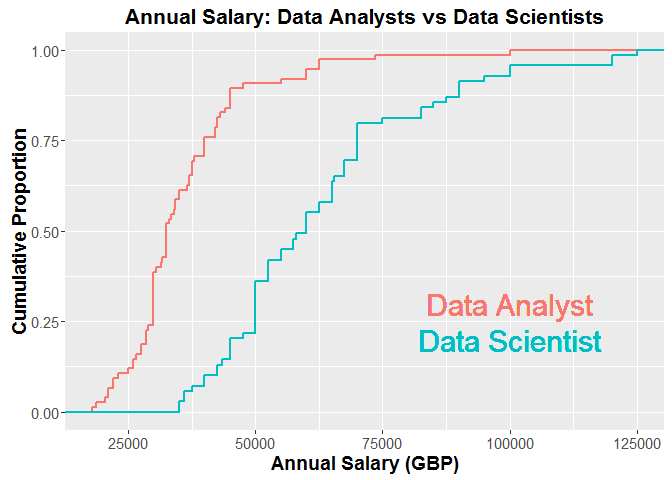 Annual Salary: Data Analysts vs Data Scientists
Cumulative Proportion
1.00
0.75
0.50
0.25
0.00
Data Analyst
Data Scientist
25000 50000 75000 100000 125000
Annual Salary (GBP)